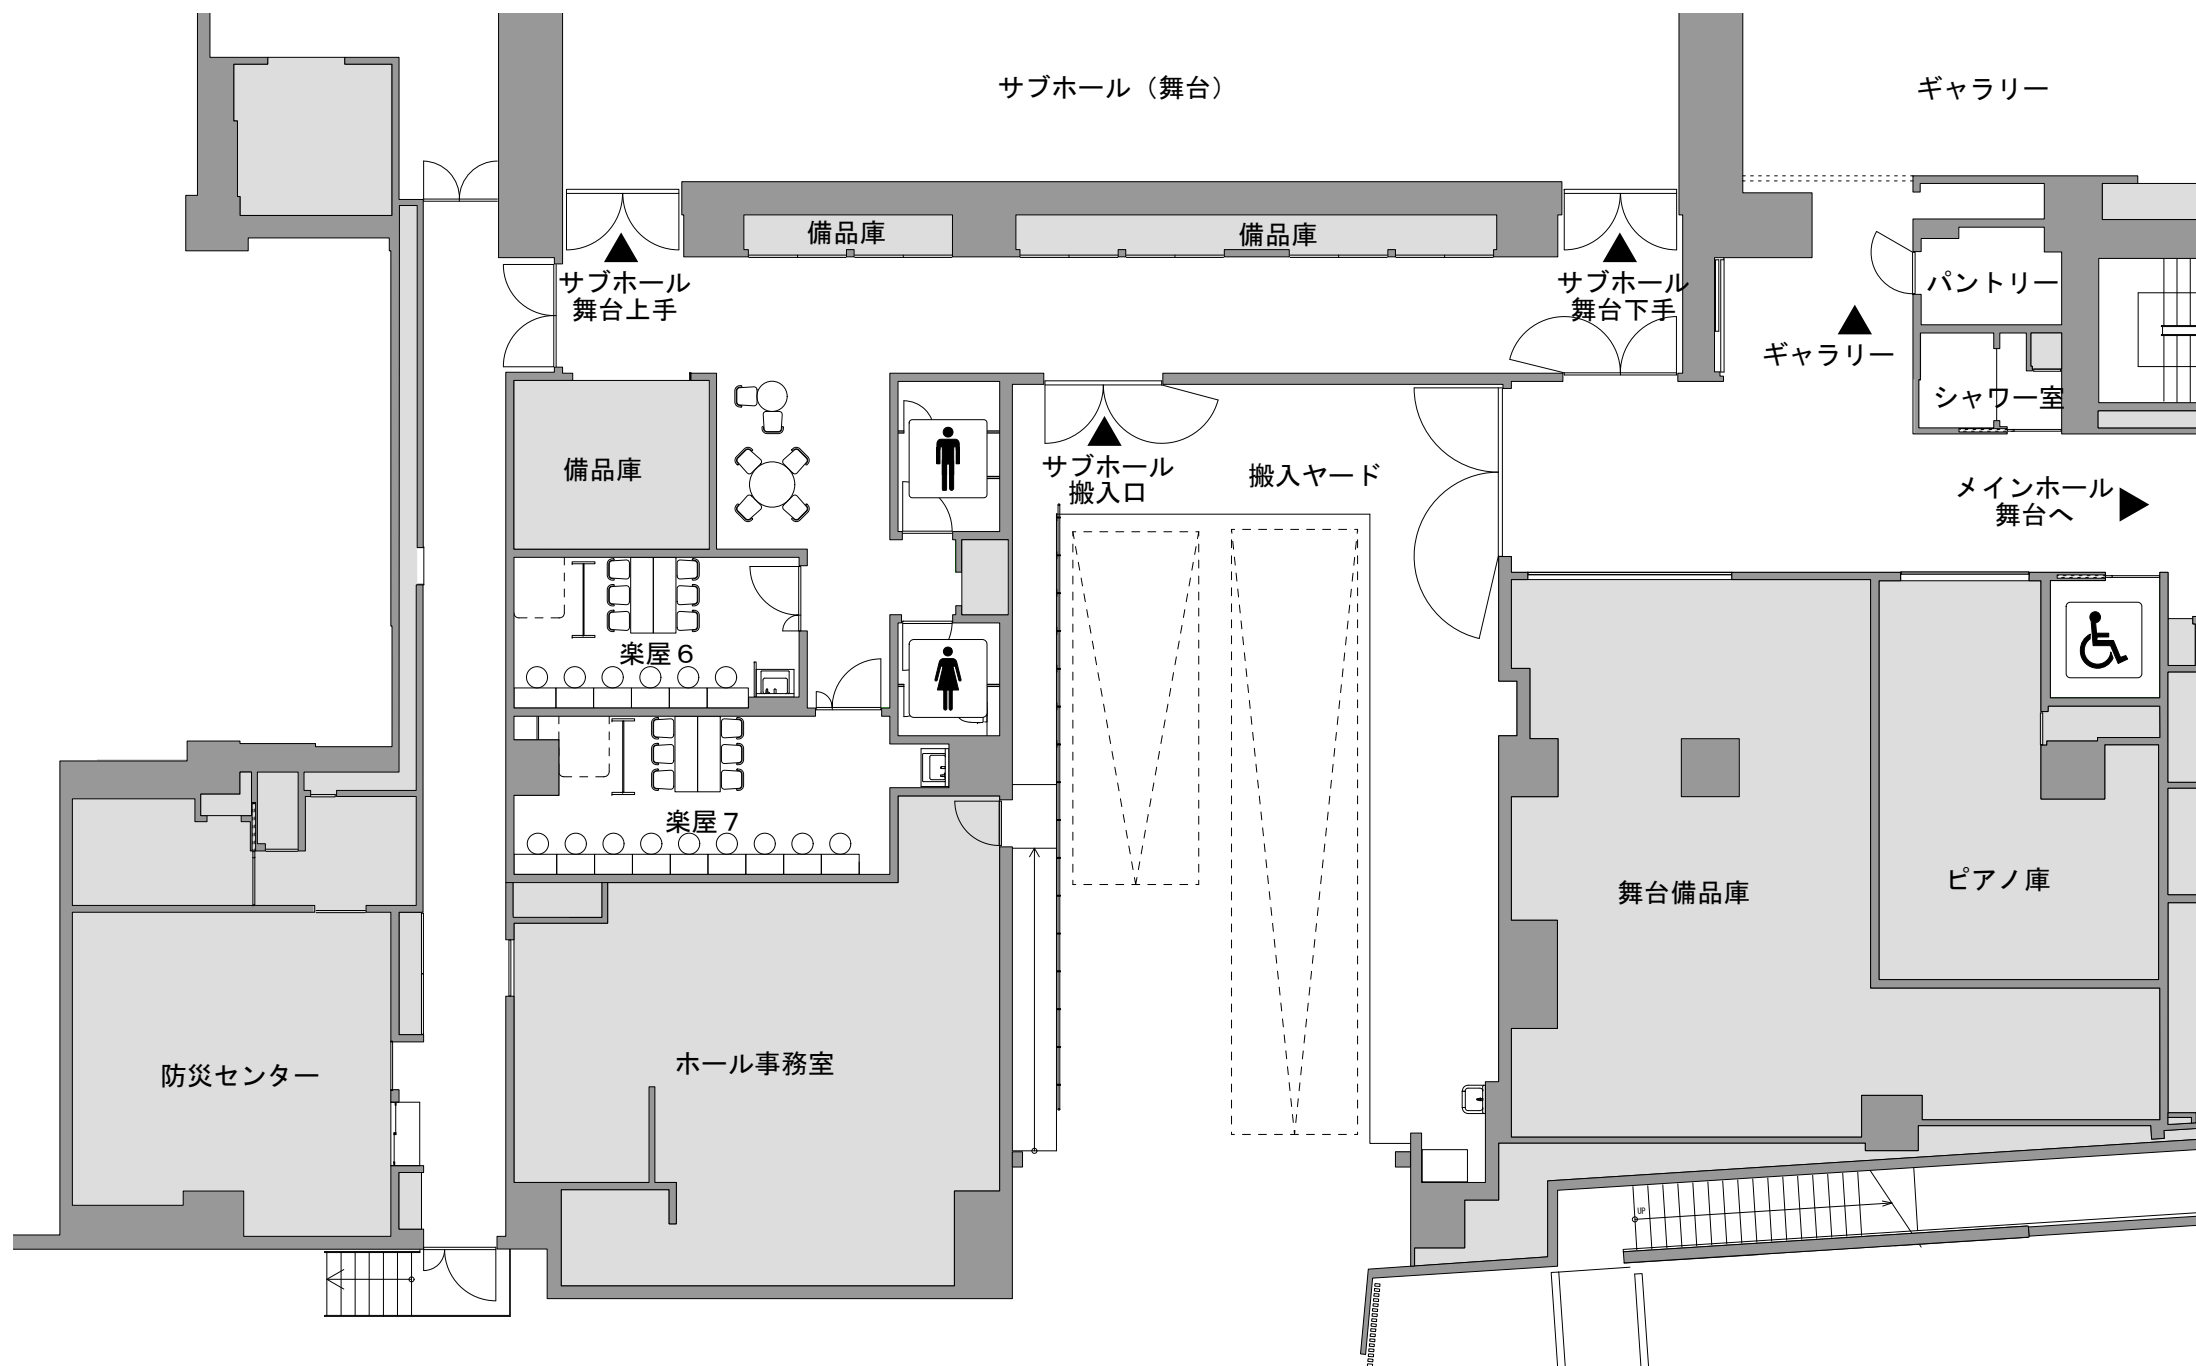 サブホール（舞台）
ギャラリー
備品庫
備品庫
サブホール
舞台上手
サブホール
舞台下手
パントリー
ギャラリー
シャワー室
備品庫
サブホール
搬入口
搬入ヤード
メインホール
舞台へ
楽屋６
楽屋７
舞台備品庫
ピアノ庫
防災センター
ホール事務室
UP